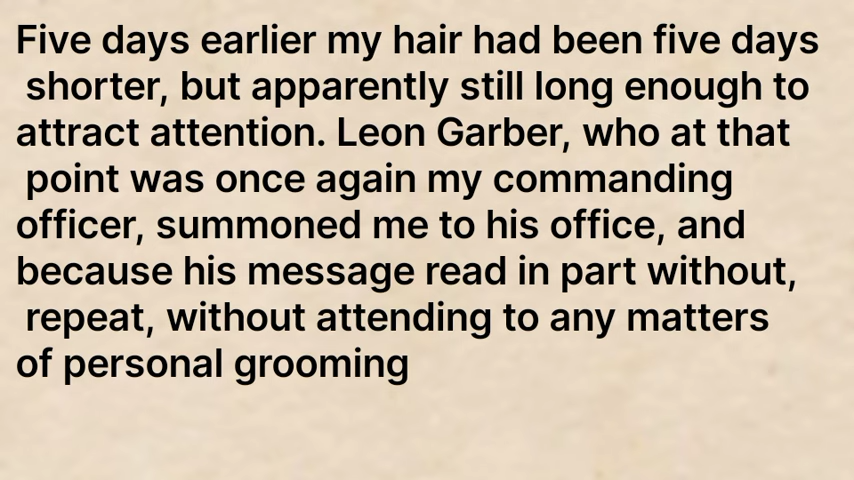 Five days earlier my hair had been five days
shorter, but apparently still long enough to
attract attention. Leon Garber, who at that
point was once again my commanding
officer, summoned me to his office, and
because his message read in part without,
repeat, without attending to any matters
of personal grooming